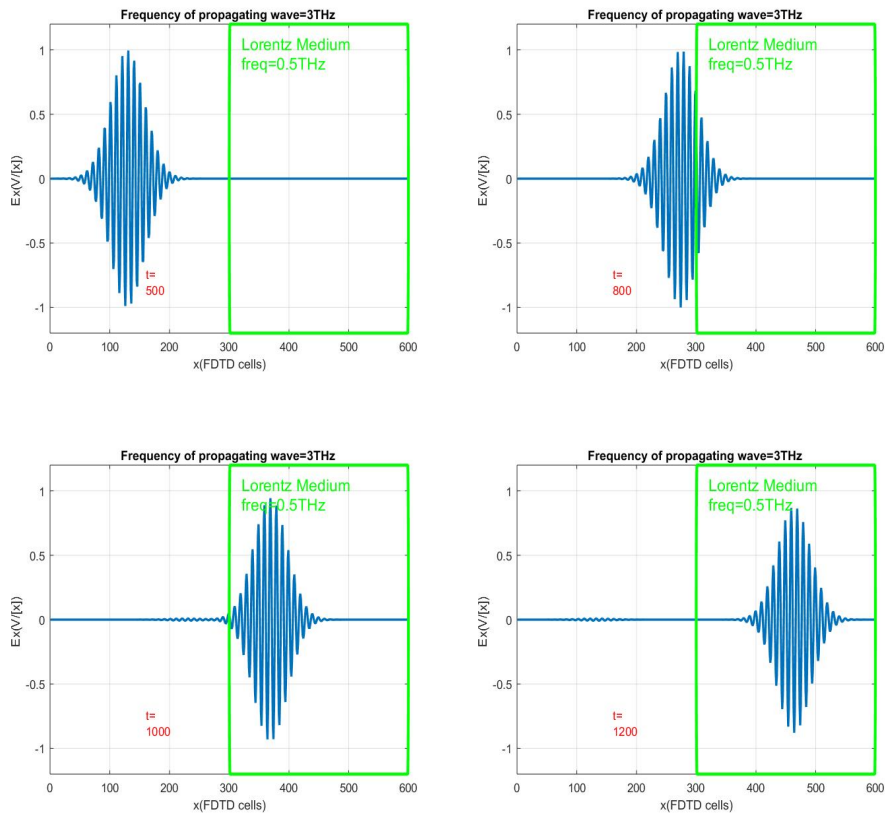 Frequency of propagating wave=3THz
Lorentz Medium
freq=0.5THz
1
0.5
0
-0.5
-1
Ex(V/[x])
t=
500
0 100 200 300 400 500 600
x(FDTD cells)
Frequency of propagating wave=3THz
Lorentz Medium
freq=0.5THz
1
0.5
0
-0.5
-1
Ex(V/[x])
t=
800
0 100 200 300 400 500 600
x(FDTD cells)
Frequency of propagating wave=3THz
Lorentz Medium
freq=0.5THz
1
0.5
0
-0.5
-1
Ex(V/[x])
t=
1000
0 100 200 300 400 500 600
x(FDTD cells)
Frequency of propagating wave=3THz
Lorentz Medium
freq=0.5THz
1
0.5
0
-0.5
-1
Ex(V/[x])
t=
1200
0 100 200 300 400 500 600
x(FDTD cells)